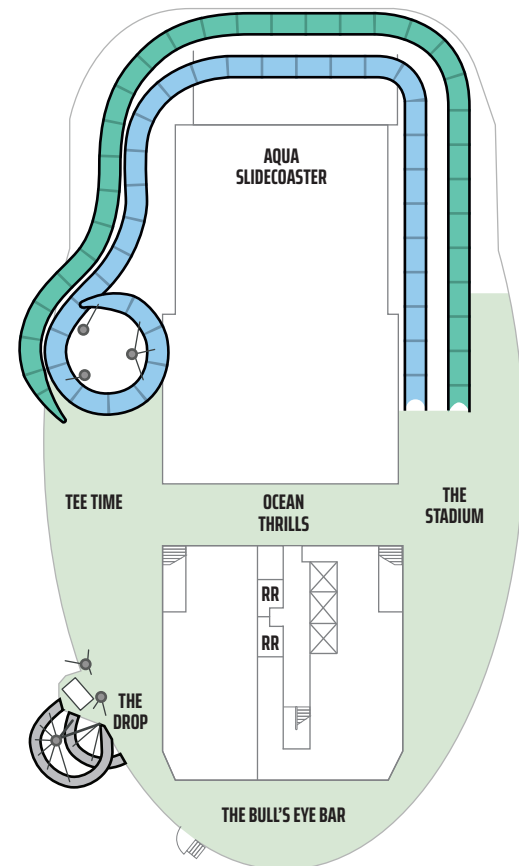 AQUA
SLIDECOASTER
TEE TIME
OCEAN
THRILLS
THE
STADIUM
RR
RR
THE
DROP
THE BULL'S EYE BAR